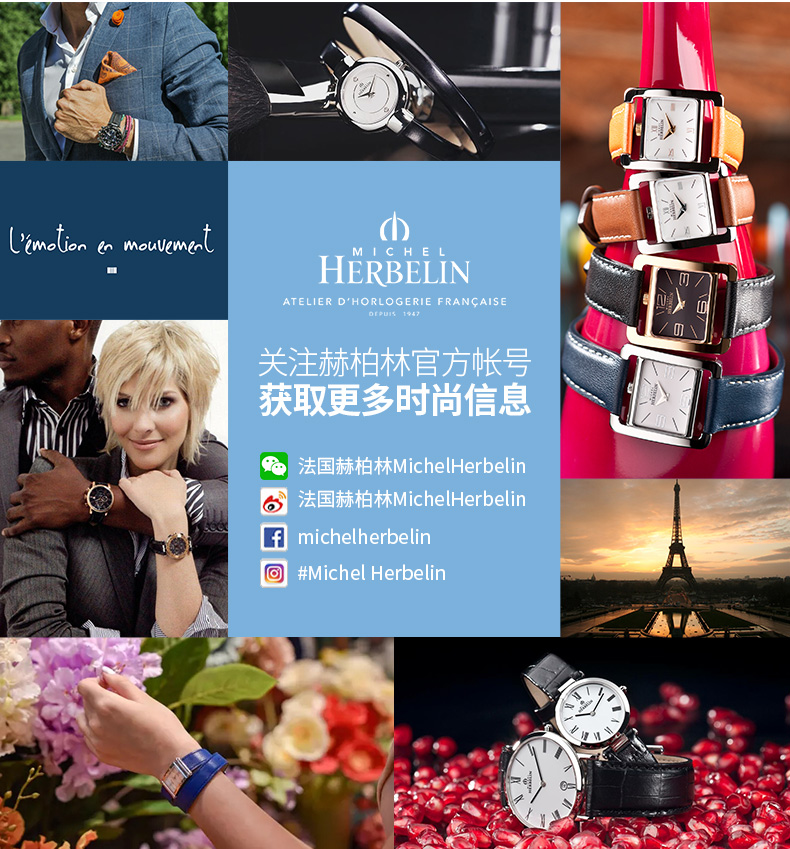 L'émotion en mouvement
MICHEL
HERBELIN
ATELIER D'HORLOGERIE FRANÇAISE
DEPUIS 1947
关注赫柏林官方帐号
获取更多时尚信息
法国赫柏林MichelHerbelin
法国赫柏林MichelHerbelin
michelherbelin
#Michel Herbelin